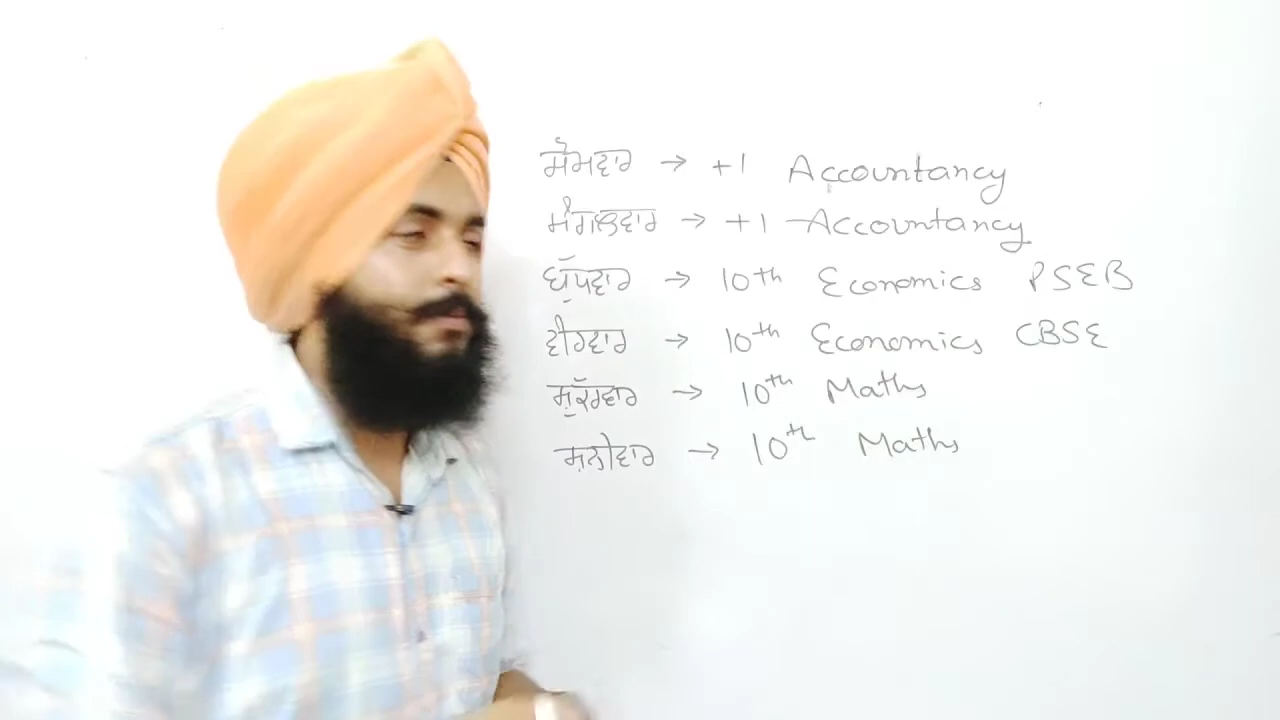 ਸੋਮਵਾਰ → +1 Accountancy
ਮੰਗਲਵਾਰ → +1 Accountancy
ਬੁੱਧਵਾਰ → 10th Economics PSEB
ਵੀਰਵਾਰ → 10th Economics CBSE
ਸ਼ੁੱਕਰਵਾਰ → 10th Maths
ਸ਼ਨੀਵਾਰ → 10th Maths